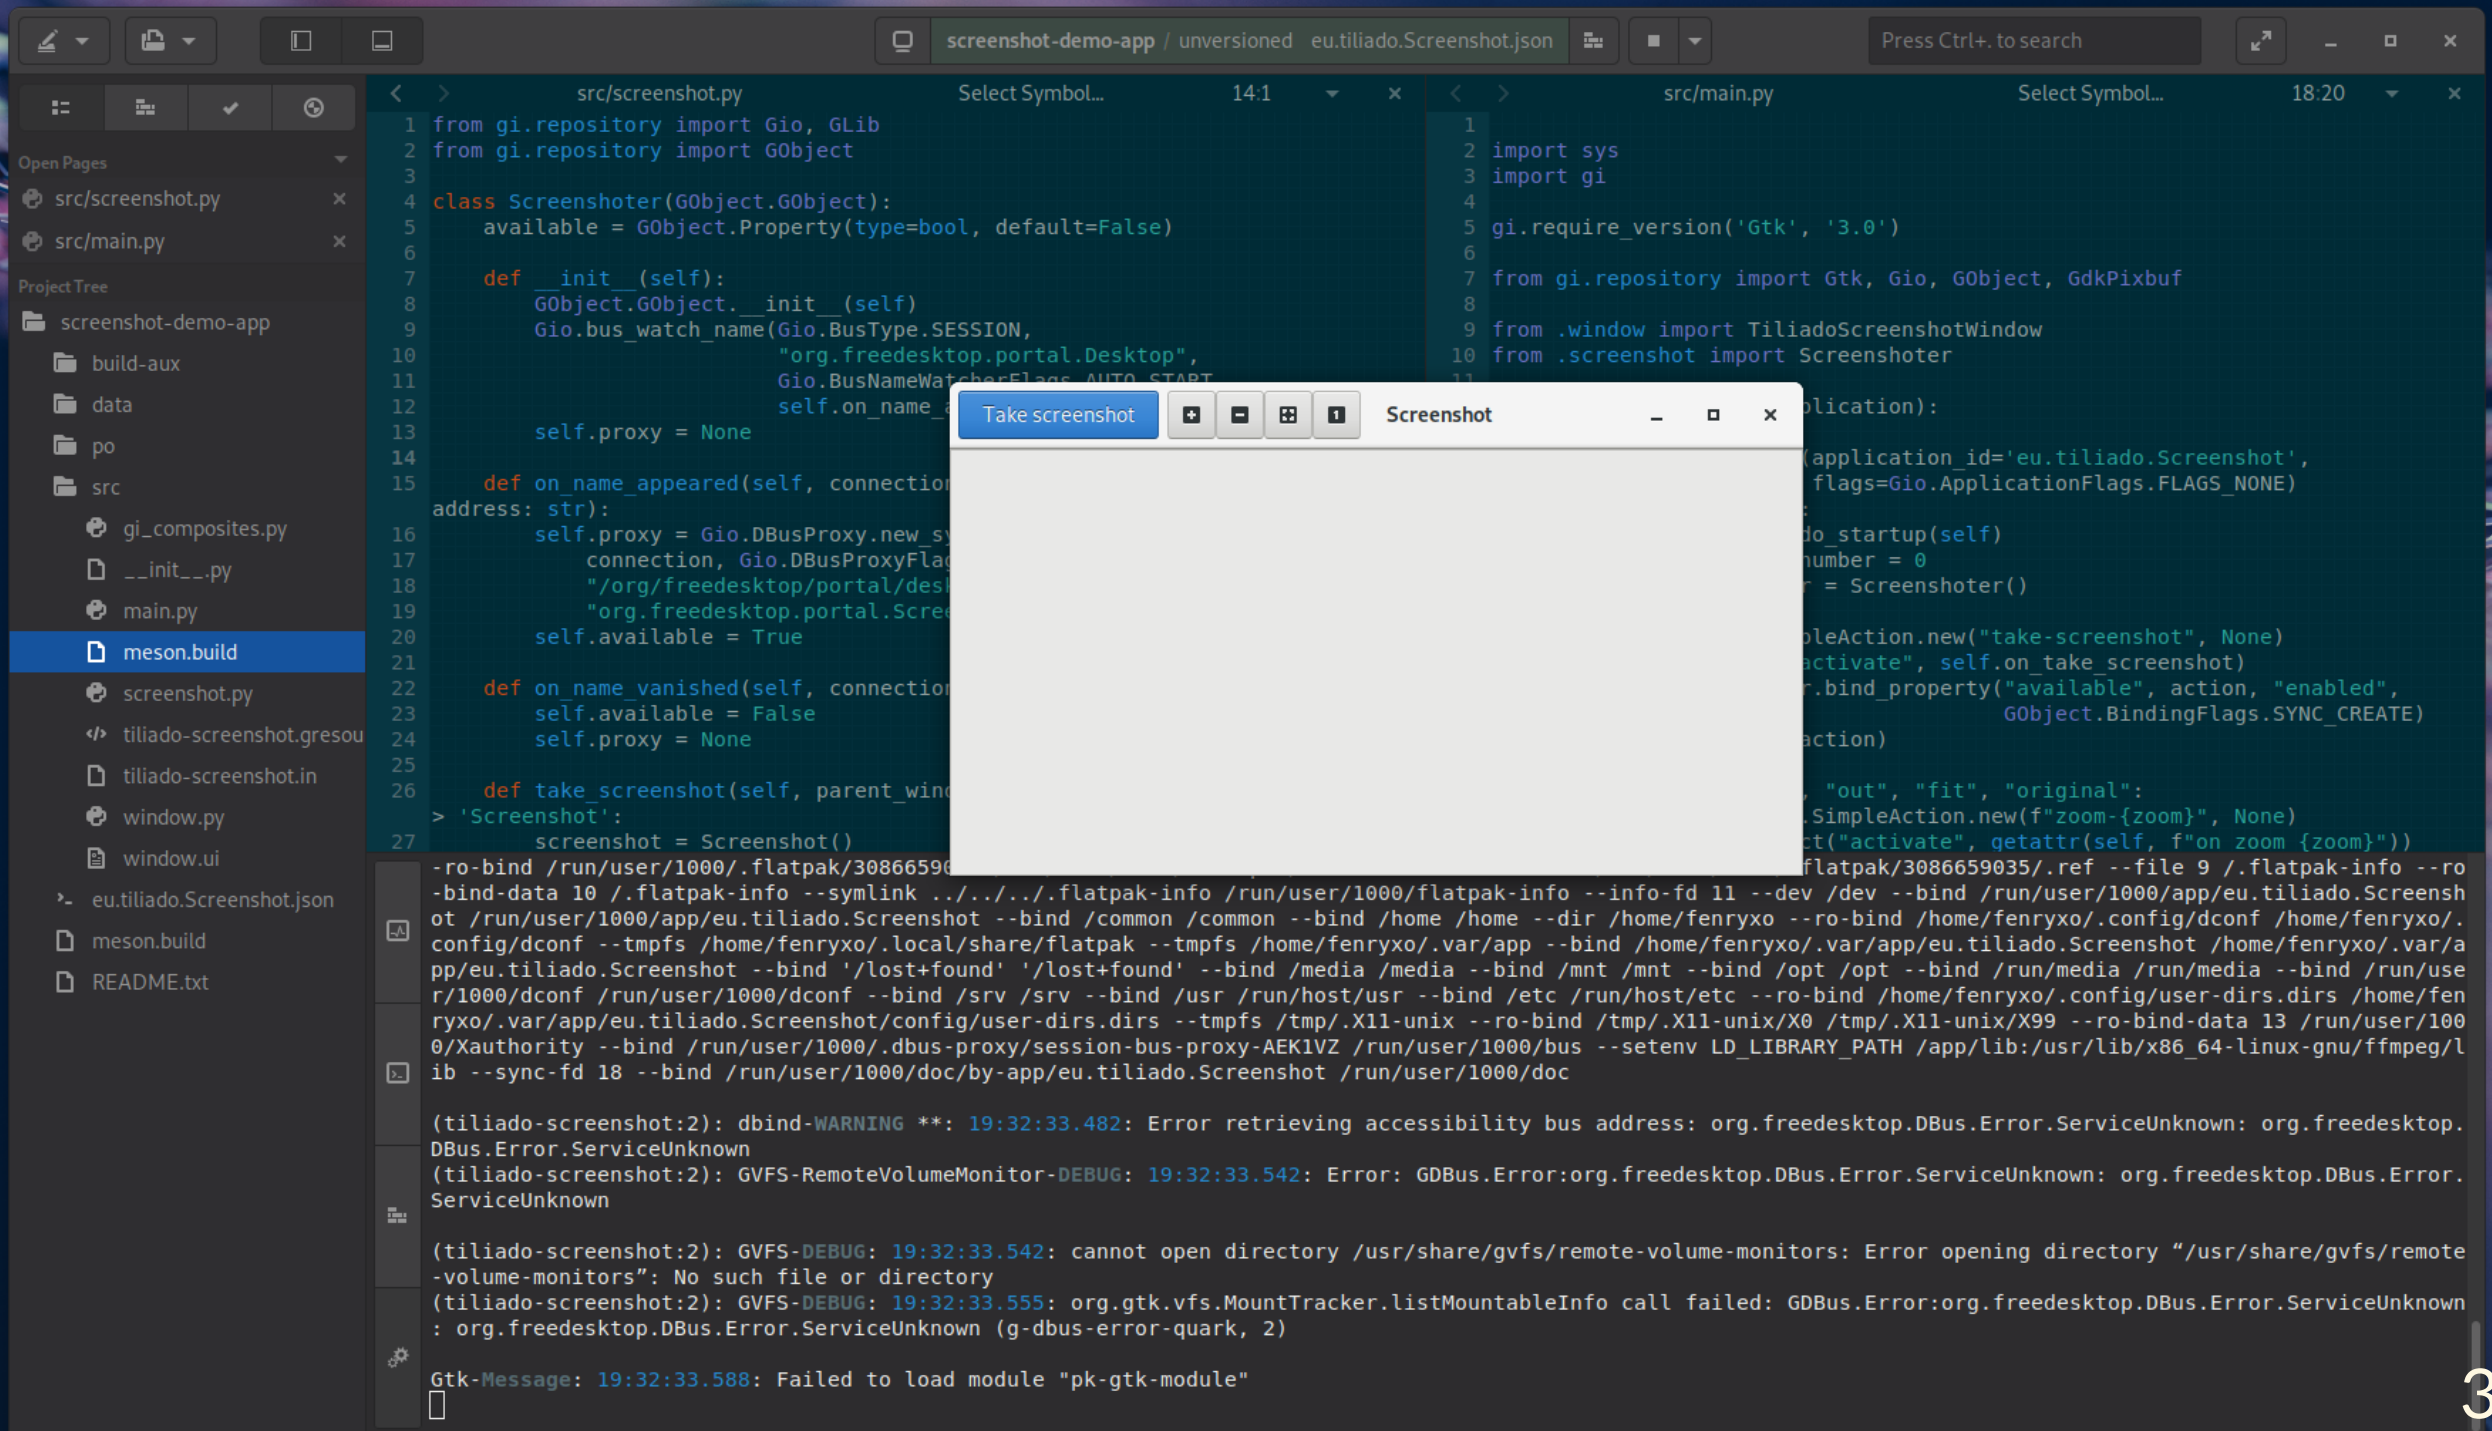 screenshot-demo-app / unversioned eu.tiliado.Screenshot.json
Press Ctrl+. to search
Open Pages
src/screenshot.py
src/main.py
Project Tree
screenshot-demo-app
build-aux
data
po
src
gi_composites.py
__init__.py
main.py
meson.build
screenshot.py
tiliado-screenshot.gresou
tiliado-screenshot.in
window.py
window.ui
eu.tiliado.Screenshot.json
meson.build
README.txt
src/screenshot.py Select Symbol... 14:1
1 from gi.repository import Gio, GLib
2 from gi.repository import GObject
3
4 class Screenshoter(GObject.GObject):
5 available = GObject.Property(type=bool, default=False)
6
7 def __init__(self):
8 GObject.GObject.__init__(self)
9 Gio.bus_watch_name(Gio.BusType.SESSION,
10 "org.freedesktop.portal.Desktop",
11 Gio.BusNameWatcherFlags.AUTO_START
12 self.on_name_a
13 self.proxy = None
14
15 def on_name_appeared(self, connection
address: str):
16 self.proxy = Gio.DBusProxy.new_sy
17 connection, Gio.DBusProxyFlag
18 "/org/freedesktop/portal/desk
19 "org.freedesktop.portal.Scree
20 self.available = True
21
22 def on_name_vanished(self, connection
23 self.available = False
24 self.proxy = None
25
26 def take_screenshot(self, parent_wind
> 'Screenshot':
27 screenshot = Screenshot()
src/main.py Select Symbol... 18:20
1
2 import sys
3 import gi
4
5 gi.require_version('Gtk', '3.0')
6
7 from gi.repository import Gtk, Gio, GObject, GdkPixbuf
8
9 from .window import TiliadoScreenshotWindow
10 from .screenshot import Screenshoter
11
plication):
(application_id='eu.tiliado.Screenshot',
flags=Gio.ApplicationFlags.FLAGS_NONE)
:
do_startup(self)
number = 0
r = Screenshoter()
pleAction.new("take-screenshot", None)
activate", self.on_take_screenshot)
r.bind_property("available", action, "enabled",
GObject.BindingFlags.SYNC_CREATE)
action)
, "out", "fit", "original":
.SimpleAction.new(f"zoom-{zoom}", None)
ct("activate", getattr(self, f"on_zoom_{zoom}"))
Take screenshot
1
Screenshot
-ro-bind /run/user/1000/.flatpak/30866590 flatpak/3086659035/.ref --file 9 /.flatpak-info --ro
-bind-data 10 /.flatpak-info --symlink ../../../.flatpak-info /run/user/1000/flatpak-info --info-fd 11 --dev /dev --bind /run/user/1000/app/eu.tiliado.Screensh
ot /run/user/1000/app/eu.tiliado.Screenshot --bind /common /common --bind /home /home --dir /home/fenryxo --ro-bind /home/fenryxo/.config/dconf /home/fenryxo/.
config/dconf --tmpfs /home/fenryxo/.local/share/flatpak --tmpfs /home/fenryxo/.var/app --bind /home/fenryxo/.var/app/eu.tiliado.Screenshot /home/fenryxo/.var/a
pp/eu.tiliado.Screenshot --bind '/lost+found' '/lost+found' --bind /media /media --bind /mnt /mnt --bind /opt /opt --bind /run/media /run/media --bind /run/use
r/1000/dconf /run/user/1000/dconf --bind /srv /srv --bind /usr /run/host/usr --bind /etc /run/host/etc --ro-bind /home/fenryxo/.config/user-dirs.dirs /home/fen
ryxo/.var/app/eu.tiliado.Screenshot/config/user-dirs.dirs --tmpfs /tmp/.X11-unix --ro-bind /tmp/.X11-unix/X0 /tmp/.X11-unix/X99 --ro-bind-data 13 /run/user/100
0/Xauthority --bind /run/user/1000/.dbus-proxy/session-bus-proxy-AEK1VZ /run/user/1000/bus --setenv LD_LIBRARY_PATH /app/lib:/usr/lib/x86_64-linux-gnu/ffmpeg/l
ib --sync-fd 18 --bind /run/user/1000/doc/by-app/eu.tiliado.Screenshot /run/user/1000/doc
(tiliado-screenshot:2): dbind-WARNING **: 19:32:33.482: Error retrieving accessibility bus address: org.freedesktop.DBus.Error.ServiceUnknown: org.freedesktop.
DBus.Error.ServiceUnknown
(tiliado-screenshot:2): GVFS-RemoteVolumeMonitor-DEBUG: 19:32:33.542: Error: GDBus.Error:org.freedesktop.DBus.Error.ServiceUnknown: org.freedesktop.DBus.Error.
ServiceUnknown
(tiliado-screenshot:2): GVFS-DEBUG: 19:32:33.542: cannot open directory /usr/share/gvfs/remote-volume-monitors: Error opening directory “/usr/share/gvfs/remote
-volume-monitors”: No such file or directory
(tiliado-screenshot:2): GVFS-DEBUG: 19:32:33.555: org.gtk.vfs.MountTracker.listMountableInfo call failed: GDBus.Error:org.freedesktop.DBus.Error.ServiceUnknown
: org.freedesktop.DBus.Error.ServiceUnknown (g-dbus-error-quark, 2)
Gtk-Message: 19:32:33.588: Failed to load module "pk-gtk-module"
3